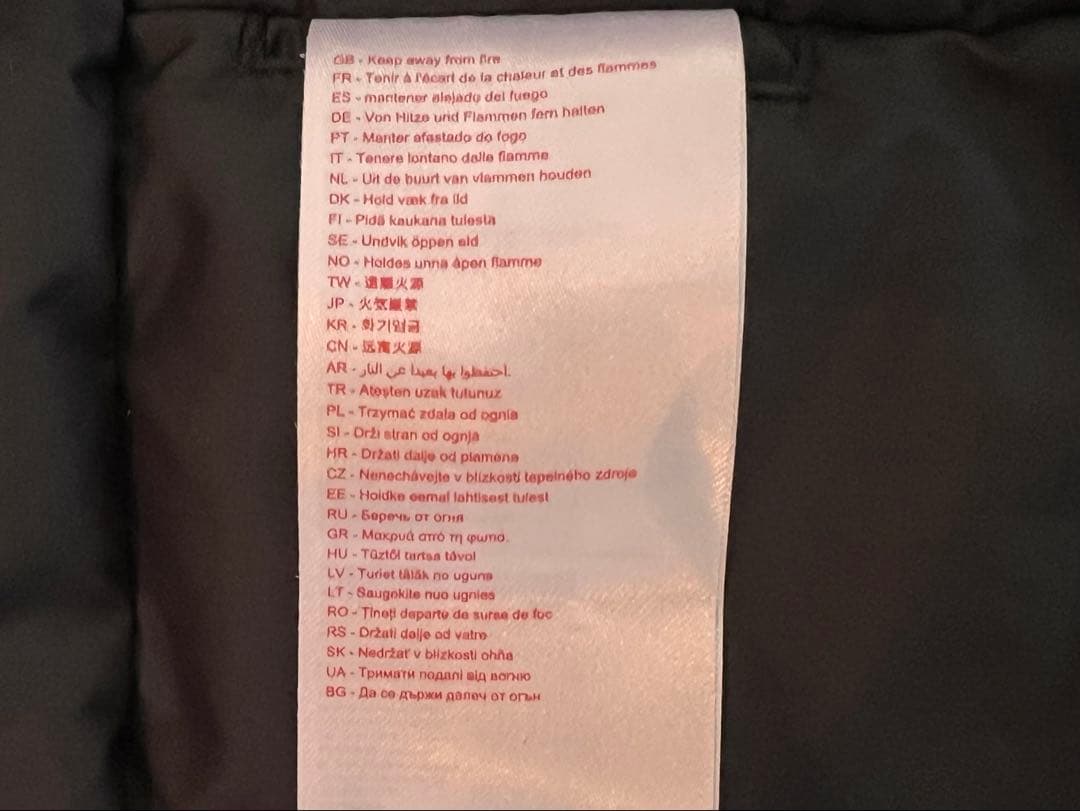 GB - Keep away from fire
FR - Tenir à l'écart de la chaleur et des flammes
ES - mantener alejado del fuego
DE - Von Hitze und Flammen fern halten
PT - Manter afastado do fogo
IT - Tenere lontano dalle fiamme
NL - Uit de buurt van vlammen houden
DK - Hold væk fra ild
FI - Pidä kaukana tulesta
SE - Undvik öppen eld
NO - Holdes unna åpen flamme
TW - 遠離火源
JP - 火気厳禁
KR - 화기엄금
CN - 远离火源
AR - احتفظوا بها بعيدا عن النار.
TR - Ateşten uzak tutunuz
PL - Trzymać zdala od ognia
SI - Drži stran od ognja
HR - Držati dalje od plamena
CZ - Nenechávejte v blízkosti tepelného zdroje
EE - Hoidke eemal lahtisest tulest
RU - Беречь от огня
GR - Μακρυά από τη φωτιά.
HU - Tűztől tartsa távol
LV - Turiet tālāk no uguns
LT - Saugokite nuo ugnies
RO - Țineți departe de surse de foc
RS - Držati dalje od vatre
SK - Nedržať v blízkosti ohňa
UA - Тримати подалі від вогню
BG - Да се държи далеч от огън